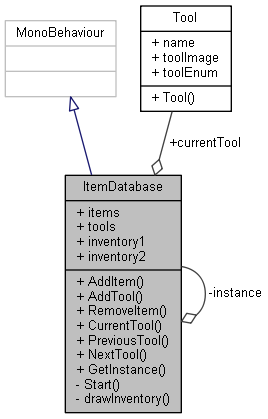 Tool
MonoBehaviour
+ name
+ toolImage
+ toolEnum
+ Tool()
+currentTool
ItemDatabase
+ items
+ tools
+ inventory1
+ inventory2
+ AddItem()
+ AddTool()
+ RemoveItem()
+ CurrentTool()
+ PreviousTool()
+ NextTool()
+ GetInstance()
- Start()
- drawInventory()
-instance